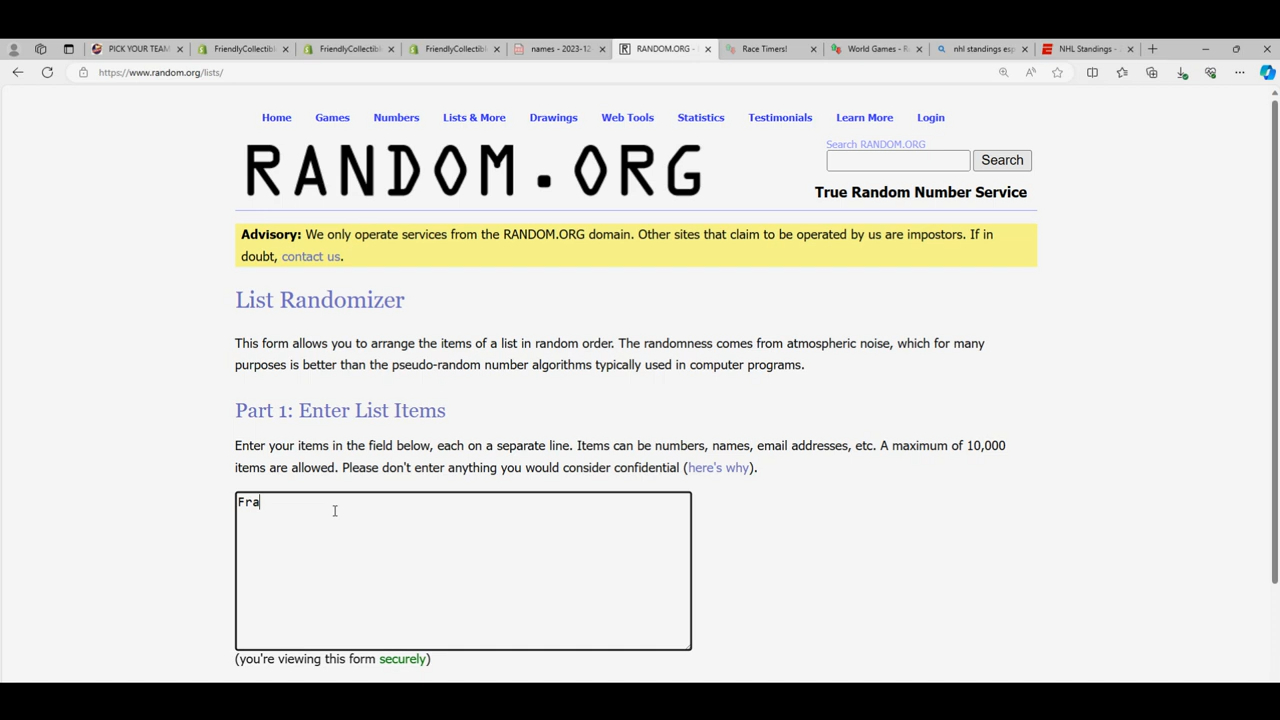 PICK YOUR TEAM
FriendlyCollectibl
FriendlyCollectibl
FriendlyCollectibl
names - 2023-12
RANDOM.ORG -
Race Timers!
World Games - R
nhl standings esp
NHL Standings -
https://www.random.org/lists/
Home Games Numbers Lists & More Drawings Web Tools Statistics Testimonials Learn More Login
RANDOM.ORG
Search RANDOM.ORG
Search
True Random Number Service
Advisory: We only operate services from the RANDOM.ORG domain. Other sites that claim to be operated by us are impostors. If in
doubt, contact us.
List Randomizer
This form allows you to arrange the items of a list in random order. The randomness comes from atmospheric noise, which for many
purposes is better than the pseudo-random number algorithms typically used in computer programs.
Part 1: Enter List Items
Enter your items in the field below, each on a separate line. Items can be numbers, names, email addresses, etc. A maximum of 10,000
items are allowed. Please don't enter anything you would consider confidential (here's why).
Fra
(you're viewing this form securely)